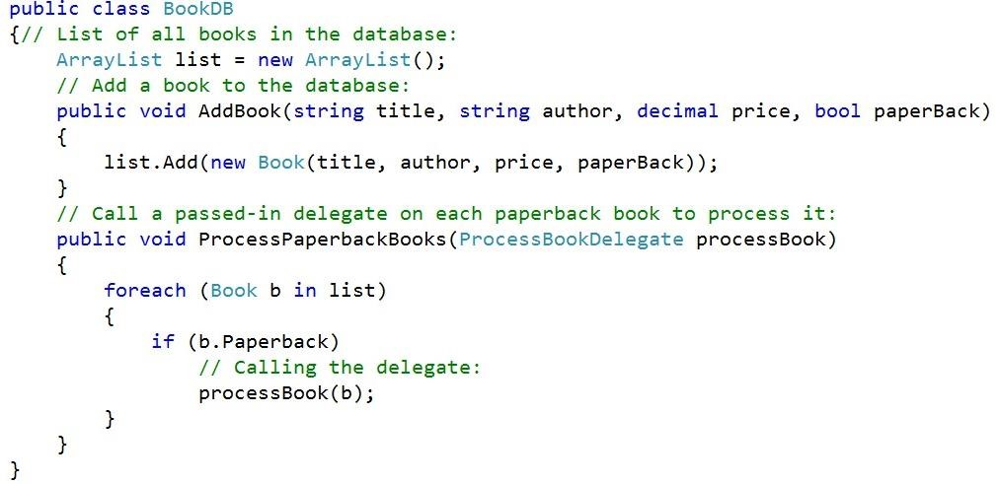 public class BookDB
{// List of all books in the database:
    ArrayList list = new ArrayList();
    // Add a book to the database:
    public void AddBook(string title, string author, decimal price, bool paperBack)
    {
        list.Add(new Book(title, author, price, paperBack));
    }
    // Call a passed-in delegate on each paperback book to process it:
    public void ProcessPaperbackBooks(ProcessBookDelegate processBook)
    {
        foreach (Book b in list)
        {
            if (b.Paperback)
                // Calling the delegate:
                processBook(b);
        }
    }
}